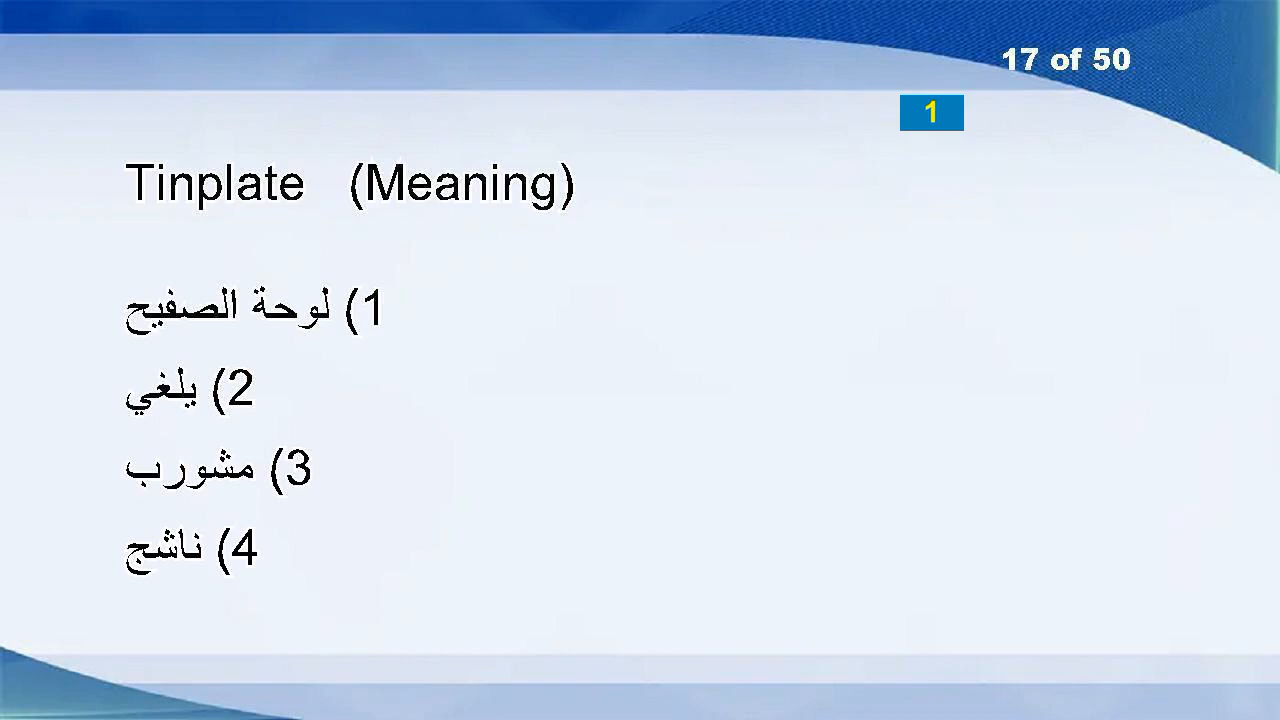 17 of 50
1
Tinplate (Meaning)
1) لوحة الصفيح
2) يلغي
3) مشورب
4) ناشج